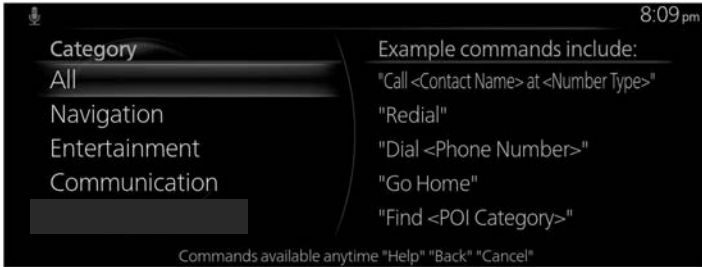 8:09 pm
Category
All
Navigation
Entertainment
Communication
Example commands include:
"Call <Contact Name> at <Number Type>"
"Redial"
"Dial <Phone Number>"
"Go Home"
"Find <POI Category>"
Commands available anytime "Help" "Back" "Cancel"